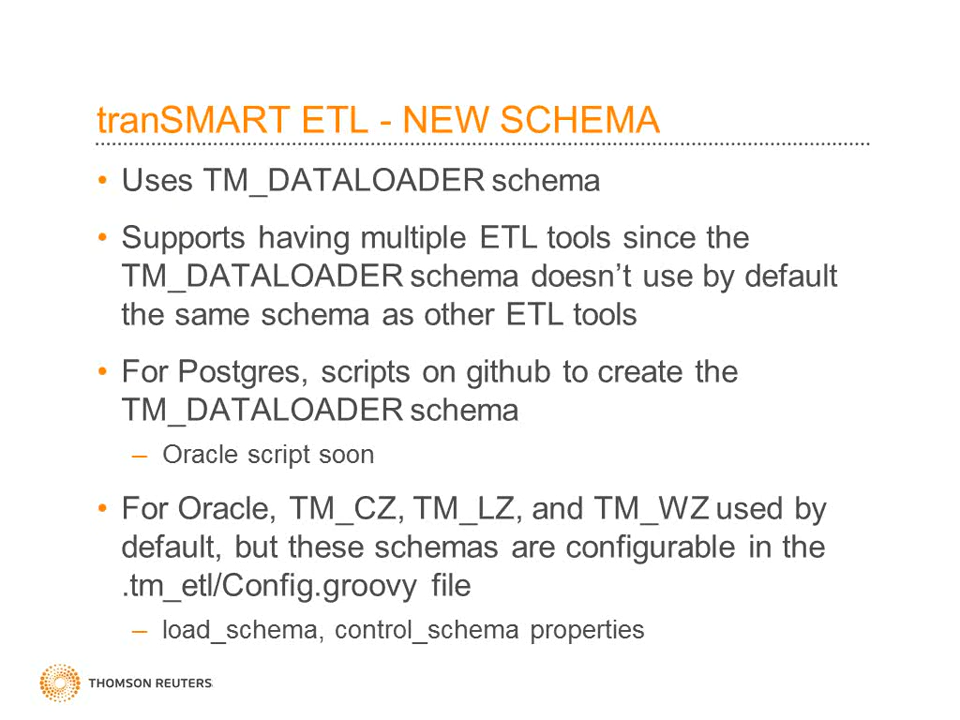 tranSMART ETL - NEW SCHEMA
• Uses TM_DATALOADER schema
• Supports having multiple ETL tools since the
TM_DATALOADER schema doesn’t use by default
the same schema as other ETL tools
• For Postgres, scripts on github to create the
TM_DATALOADER schema
– Oracle script soon
• For Oracle, TM_CZ, TM_LZ, and TM_WZ used by
default, but these schemas are configurable in the
.tm_etl/Config.groovy file
– load_schema, control_schema properties
THOMSON REUTERS